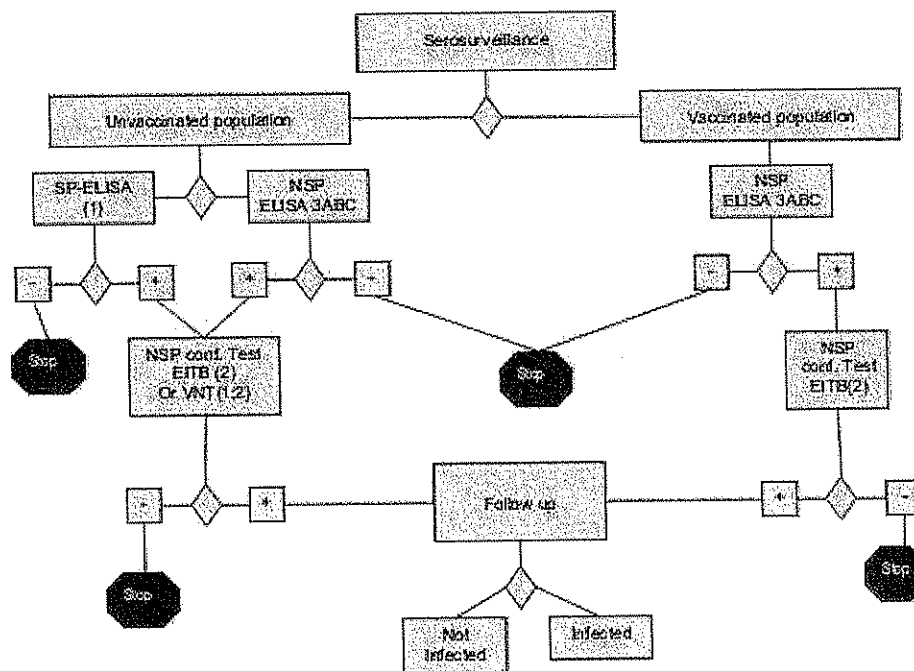 Serosurveillance
Unvaccinated population
Vaccinated population
SP-ELISA
(1)
NSP
ELISA 3ABC
NSP
ELISA 3ABC
-
+
+
-
-
+
Stop
NSP conf. Test
EITB (2)
Or VNT (1,2)
Stop
NSP
conf. Test
EITB(2)
-
+
Follow up
+
-
Stop
Stop
Not
Infected
Infected